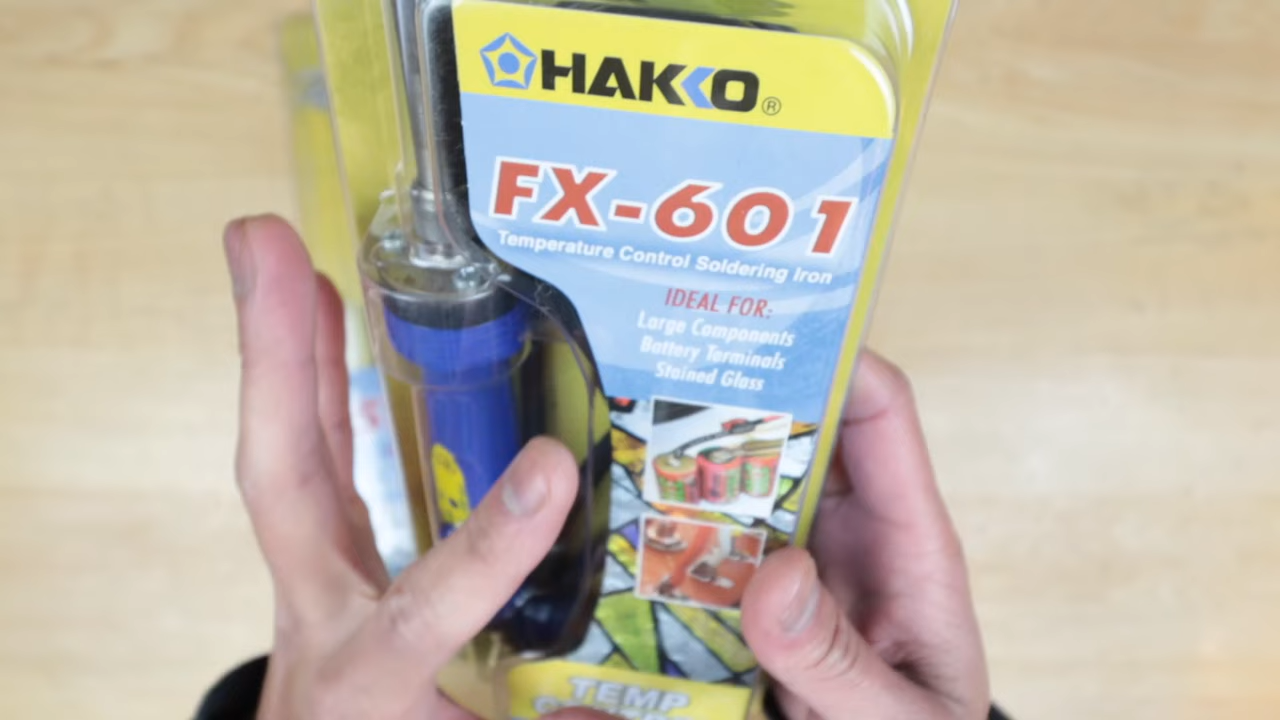 HAKKO®
FX-601
Temperature Control Soldering Iron
IDEAL FOR:
Large Components
Battery Terminals
Stained Glass
TEMP